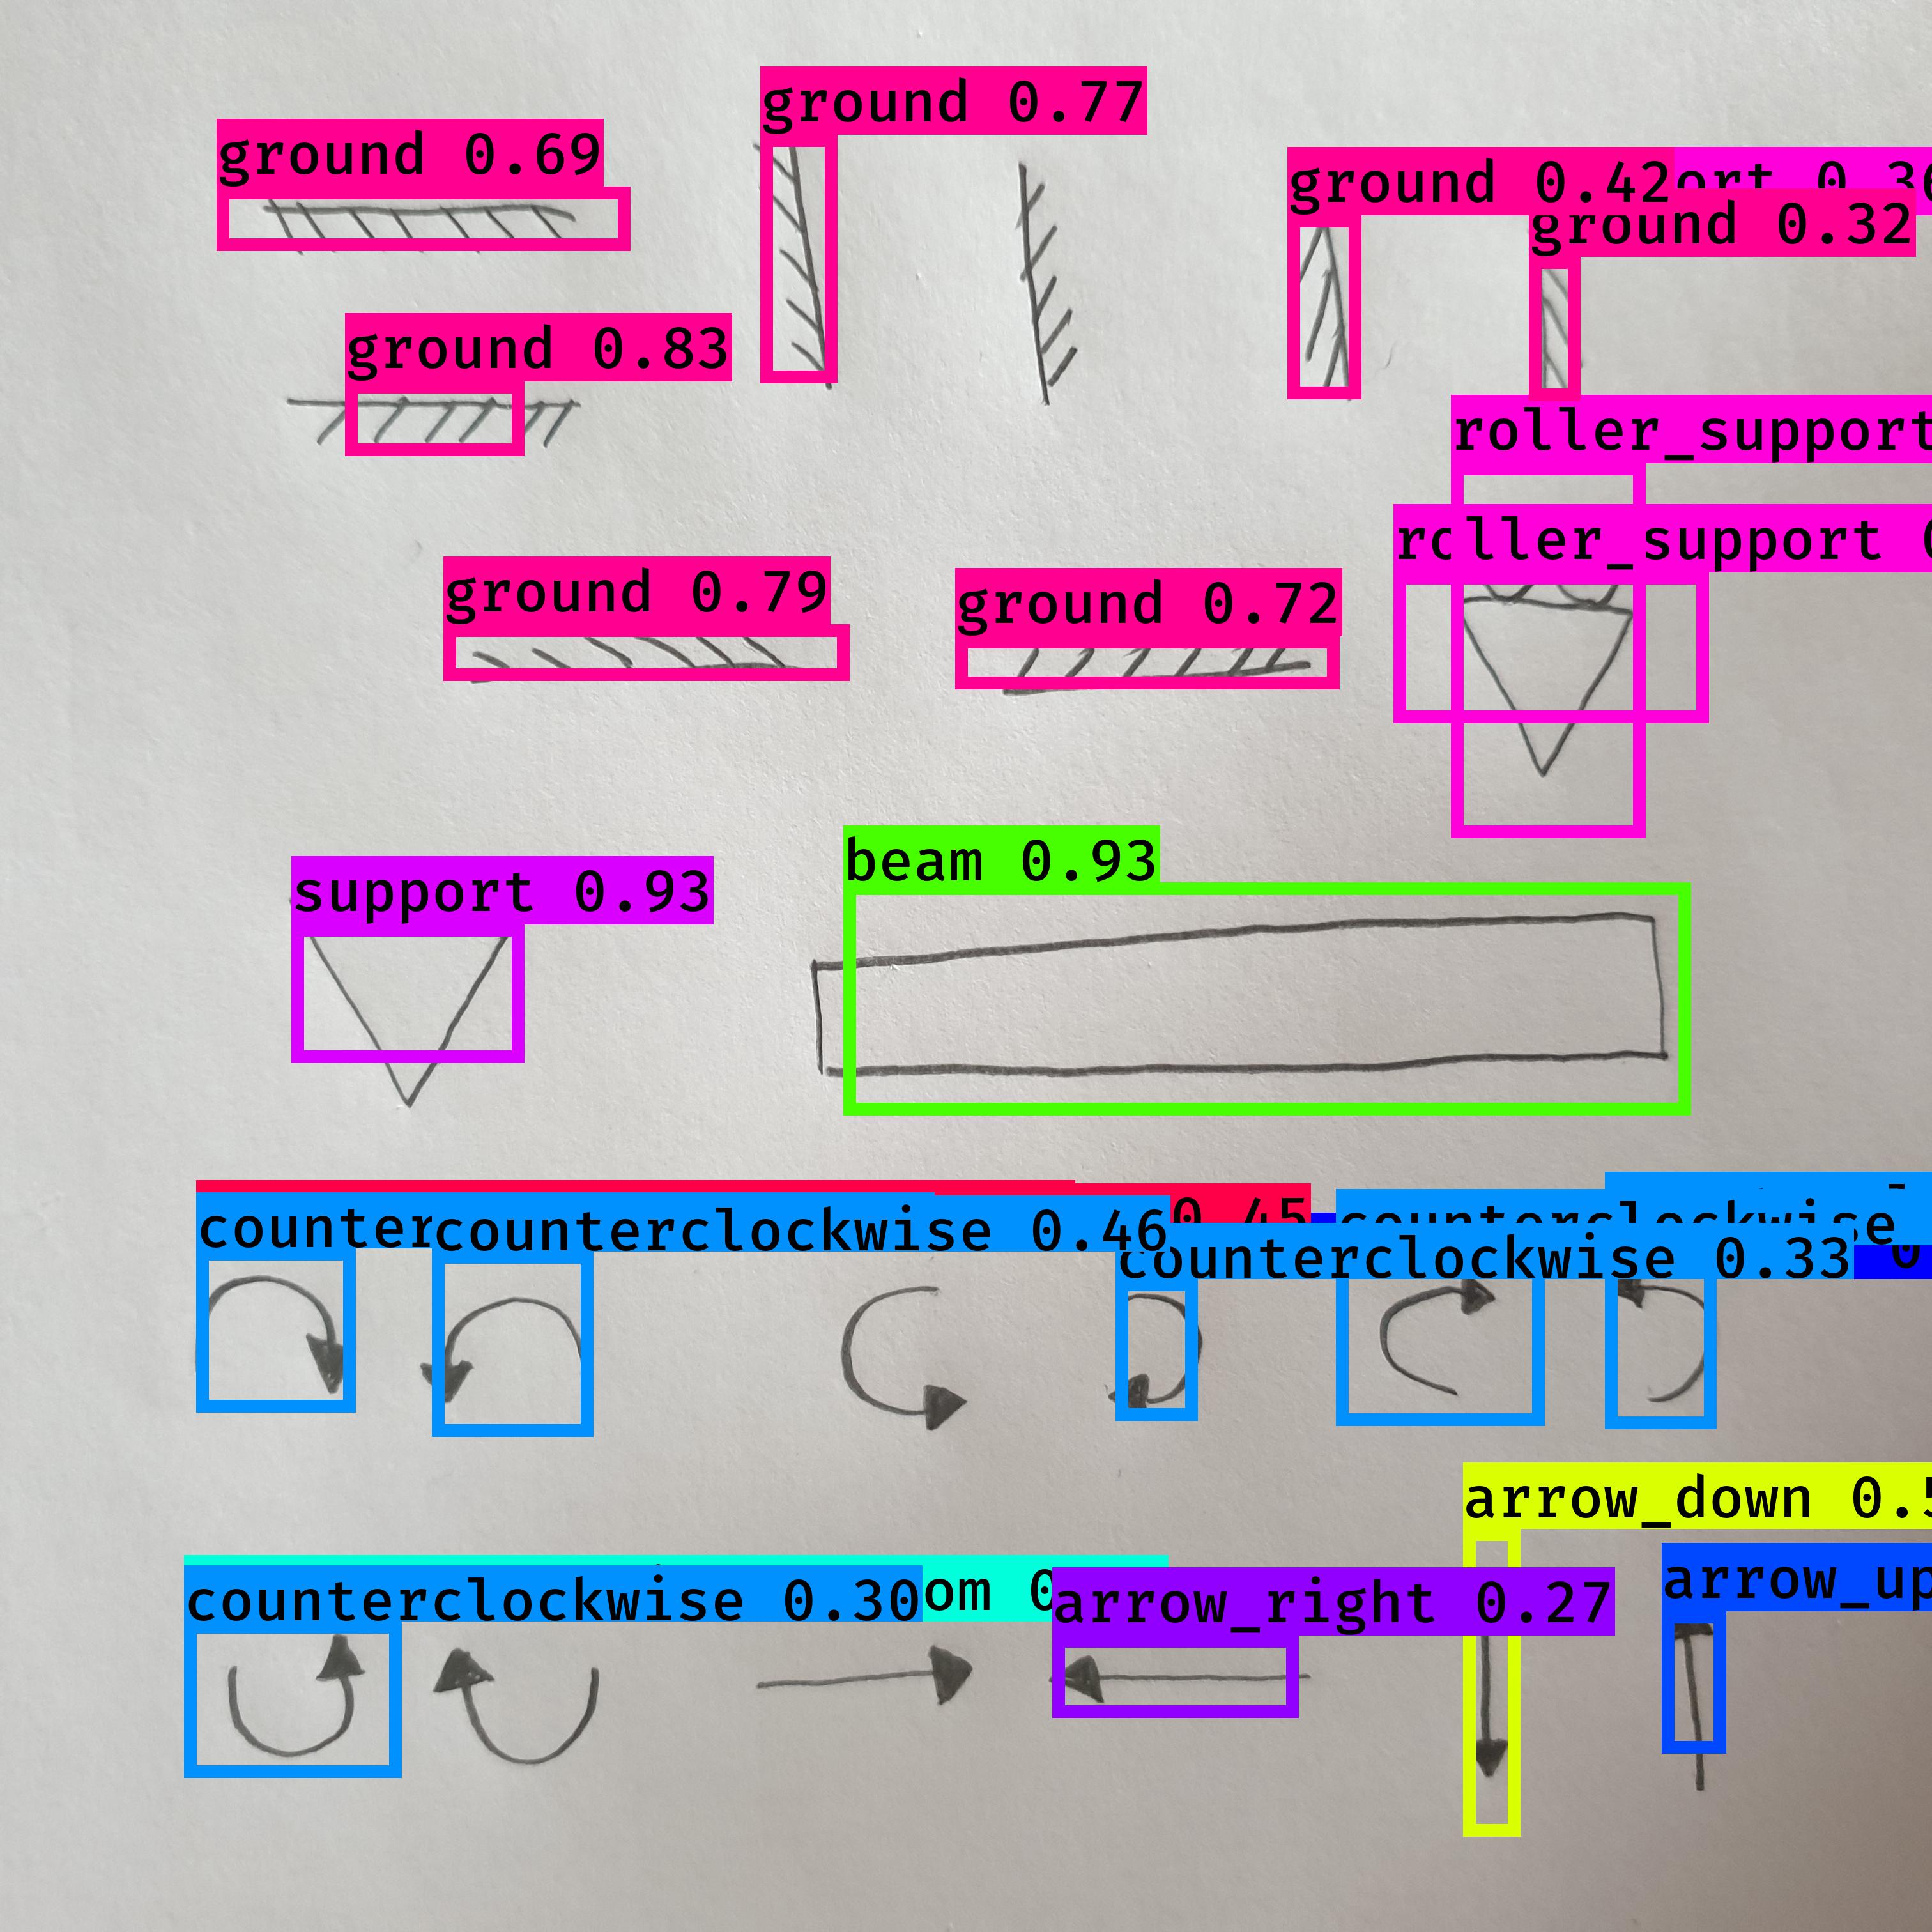 ground 0.77
ground 0.69
ground 0.42
ort 0.36
ground 0.32
ground 0.83
roller_support
roller_support
ground 0.79
ground 0.72
beam 0.93
support 0.93
counter
counterclockwise 0.46
0.45
counterclockwise
counterclockwise 0.33
arrow_down 0.5
arrow_up
counterclockwise 0.30
om 0
arrow_right 0.27